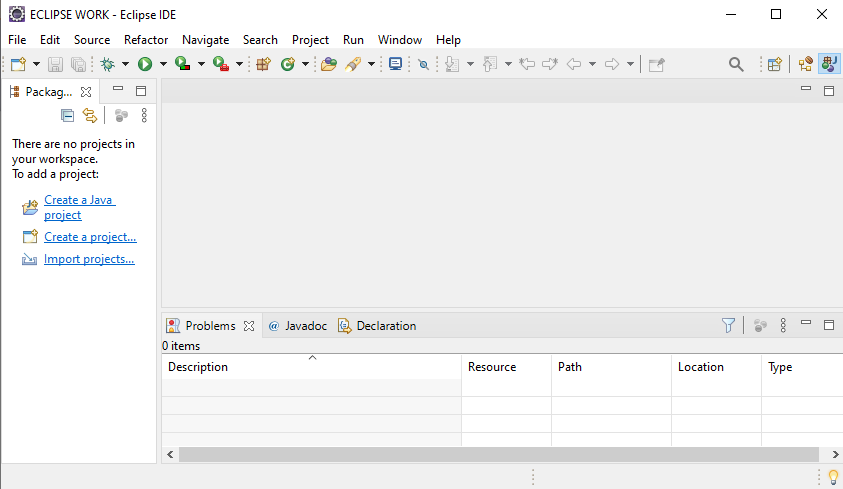 ECLIPSE WORK - Eclipse IDE
File Edit Source Refactor Navigate Search Project Run Window Help
Packag...
There are no projects in
your workspace.
To add a project:
Create a Java
project
Create a project...
Import projects...
Problems @ Javadoc Declaration
0 items
Description Resource Path Location Type